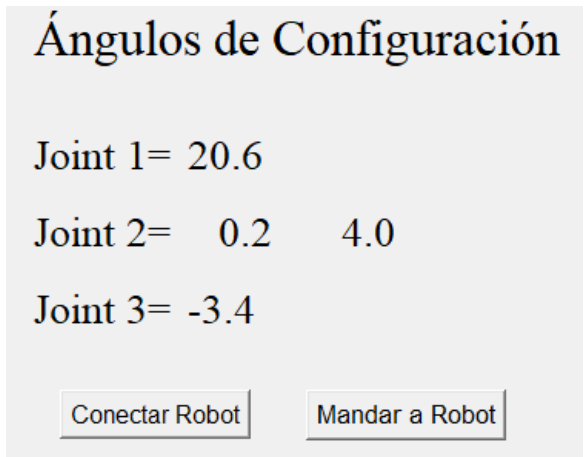 Ángulos de Configuración
Joint 1= 20.6
Joint 2= 0.2 4.0
Joint 3= -3.4
Conectar Robot Mandar a Robot